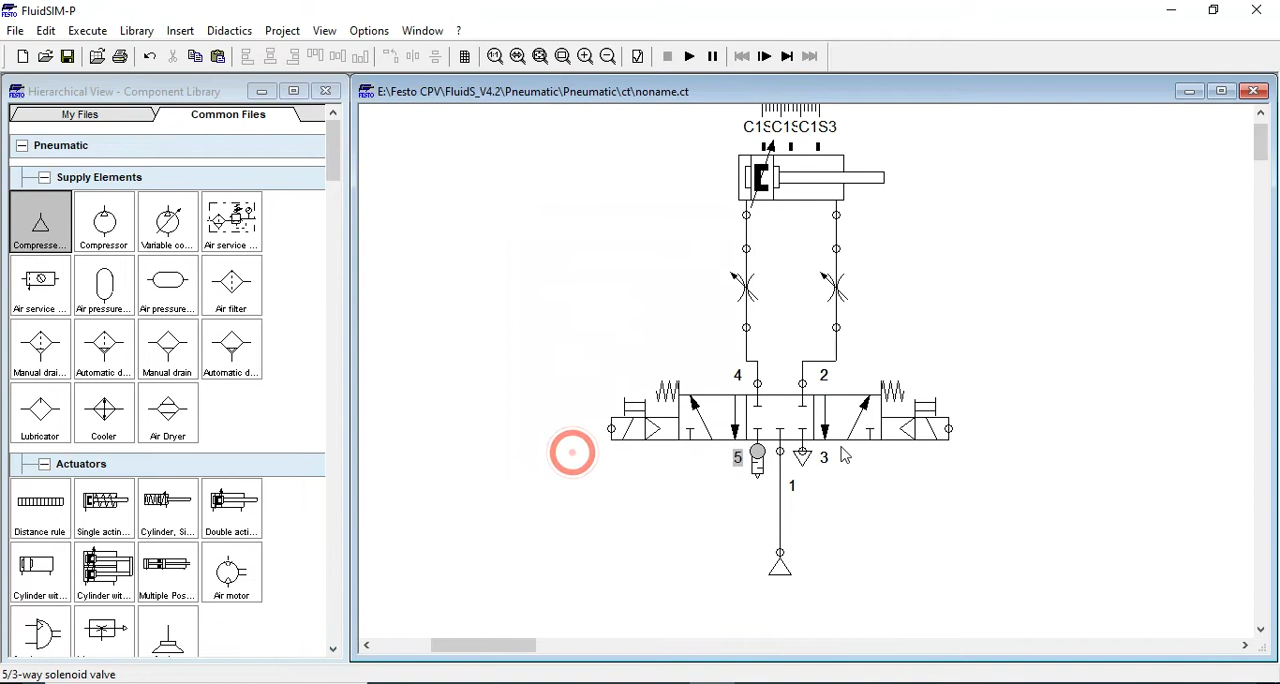 FluidSIM-P
File Edit Execute Library Insert Didactics Project View Options Window ?
Hierarchical View - Component Library
E:\Festo CPV\FluidS_V4.2\Pneumatic\Pneumatic\ct\noname.ct
My Files Common Files
C1S C1S C1S3
Pneumatic
Supply Elements
Compresse... Compressor Variable co... Air service ...
Air service ... Air pressure... Air pressure... Air filter
Manual drai... Automatic d... Manual drain Automatic d...
4 2
Lubricator Cooler Air Dryer
5 3
Actuators
1
Distance rule Single actin... Cylinder, Si... Double acti...
Cylinder wit... Cylinder wit... Multiple Pos... Air motor
5/3-way solenoid valve